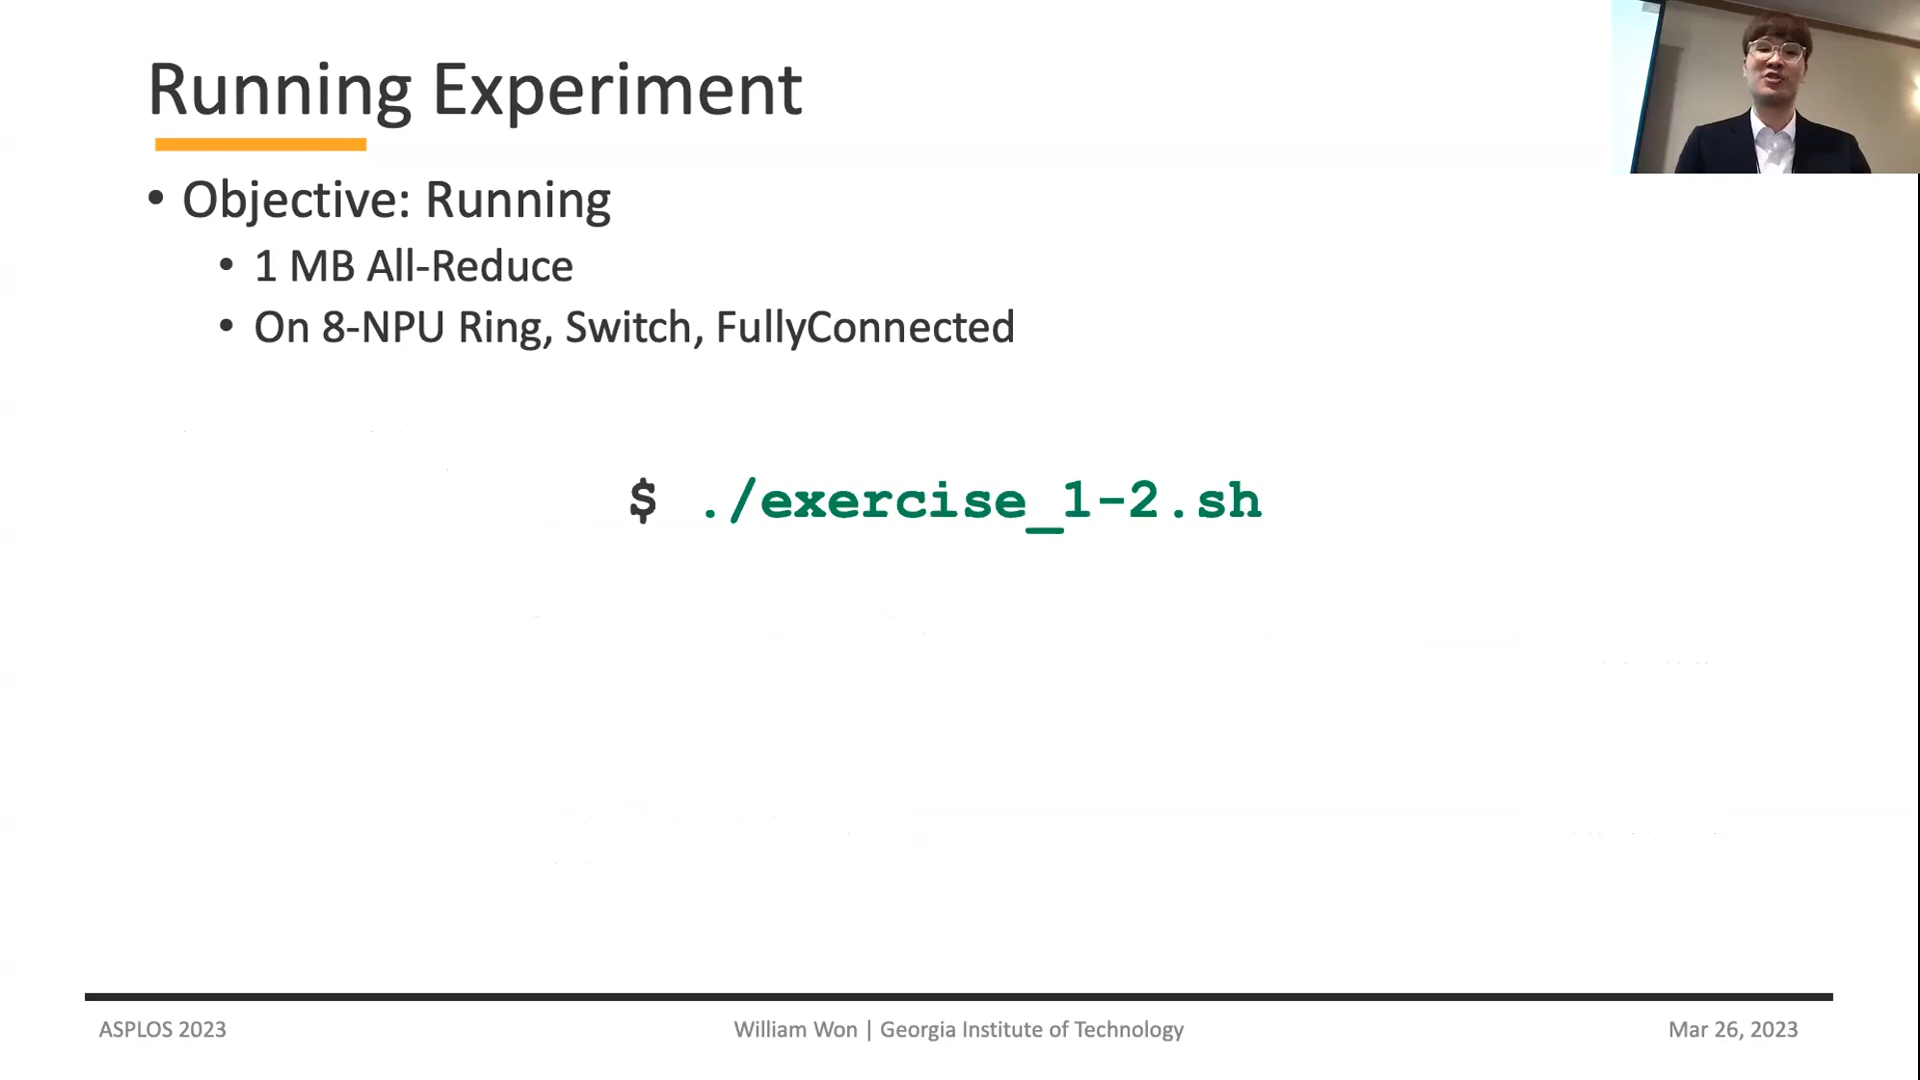 Running Experiment
• Objective: Running
• 1 MB All-Reduce
• On 8-NPU Ring, Switch, FullyConnected
$ ./exercise_1-2.sh
ASPLOS 2023
William Won | Georgia Institute of Technology
Mar 26, 2023